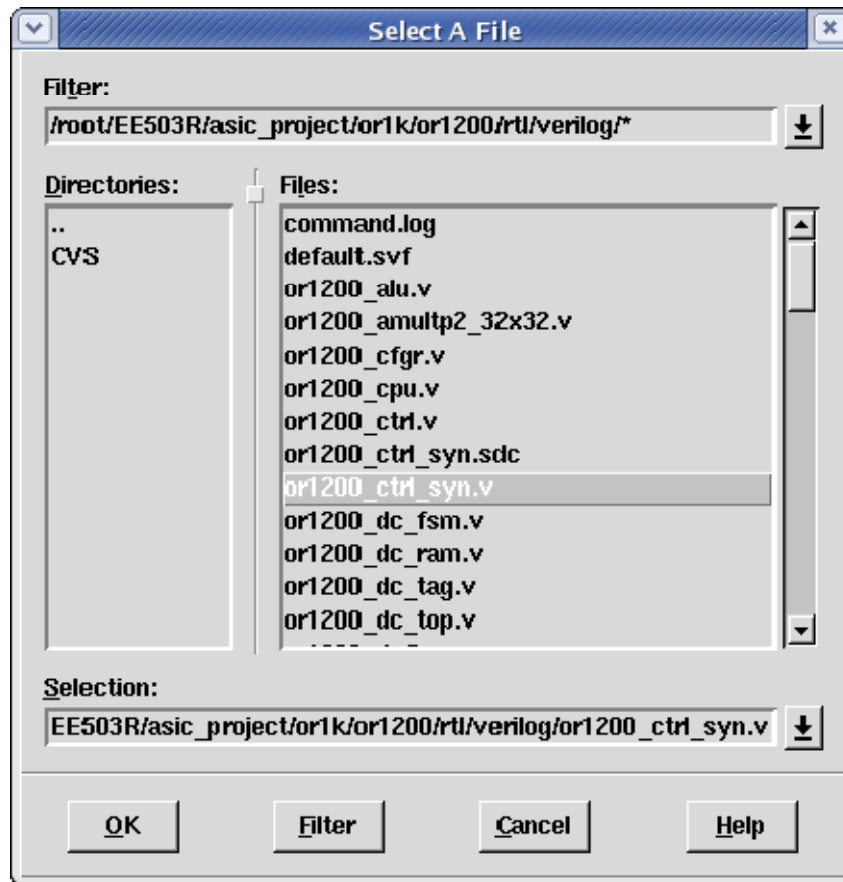 Select A File
Filter:
/root/EE503R/asic_project/or1k/or1200/rtl/verilog/*
Directories:
..
CVS
Files:
command.log
default.svf
or1200_alu.v
or1200_amultp2_32x32.v
or1200_cfgr.v
or1200_cpu.v
or1200_ctrl.v
or1200_ctrl_syn.sdc
or1200_ctrl_syn.v
or1200_dc_fsm.v
or1200_dc_ram.v
or1200_dc_tag.v
or1200_dc_top.v
Selection:
EE503R/asic_project/or1k/or1200/rtl/verilog/or1200_ctrl_syn.v
OK Filter Cancel Help